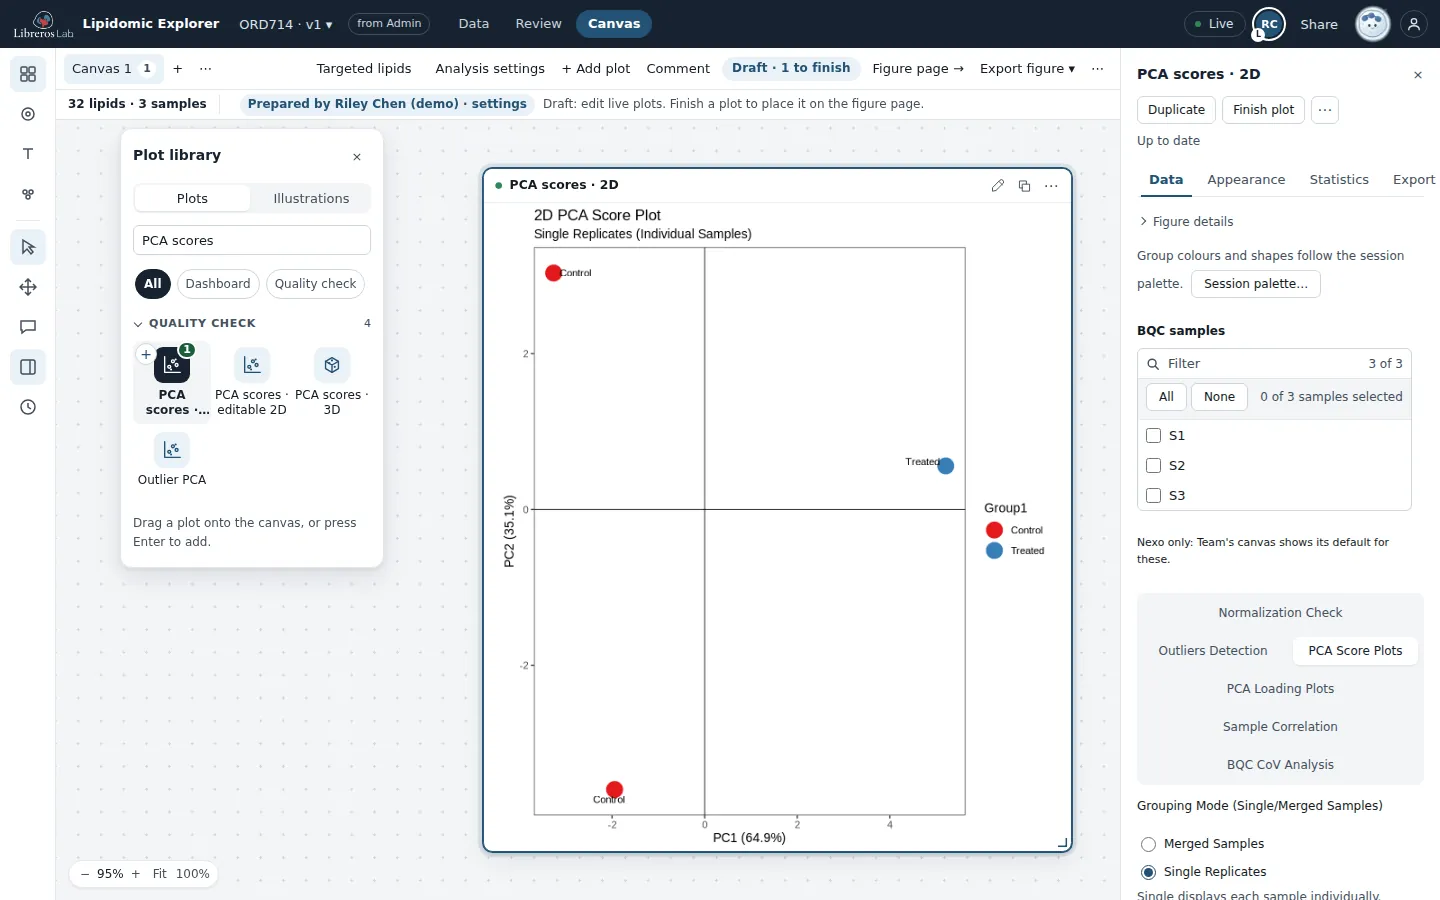 Libreros Lab
Lipidomic Explorer
ORD714 · v1 ▾
from Admin
Data
Review
Canvas
Live
RC
L
Share
Canvas 1 1 + ···
Targeted lipids
Analysis settings
+ Add plot
Comment
Draft · 1 to finish
Figure page →
Export figure ▾
···
32 lipids · 3 samples
Prepared by Riley Chen (demo) · settings
Draft: edit live plots. Finish a plot to place it on the figure page.
T
Plot library
×
Plots
Illustrations
PCA scores
All
Dashboard
Quality check
QUALITY CHECK 4
+
1
PCA
scores ·...
PCA scores ·
editable 2D
PCA scores ·
3D
Outlier PCA
Drag a plot onto the canvas, or press
Enter to add.
− 95% + Fit 100%
PCA scores · 2D
···
2D PCA Score Plot
Single Replicates (Individual Samples)
Control
Treated
Control
2
0
-2
PC2 (35.1%)
-2
0
2
4
PC1 (64.9%)
Group1
Control
Treated
PCA scores · 2D
×
Duplicate
Finish plot
···
Up to date
Data
Appearance
Statistics
Export
Figure details
Group colours and shapes follow the session
palette. Session palette...
BQC samples
Filter 3 of 3
All
None
0 of 3 samples selected
S1
S2
S3
Nexo only: Team's canvas shows its default for
these.
Normalization Check
Outliers Detection
PCA Score Plots
PCA Loading Plots
Sample Correlation
BQC CoV Analysis
Grouping Mode (Single/Merged Samples)
Merged Samples
Single Replicates
Single displays each sample individually.